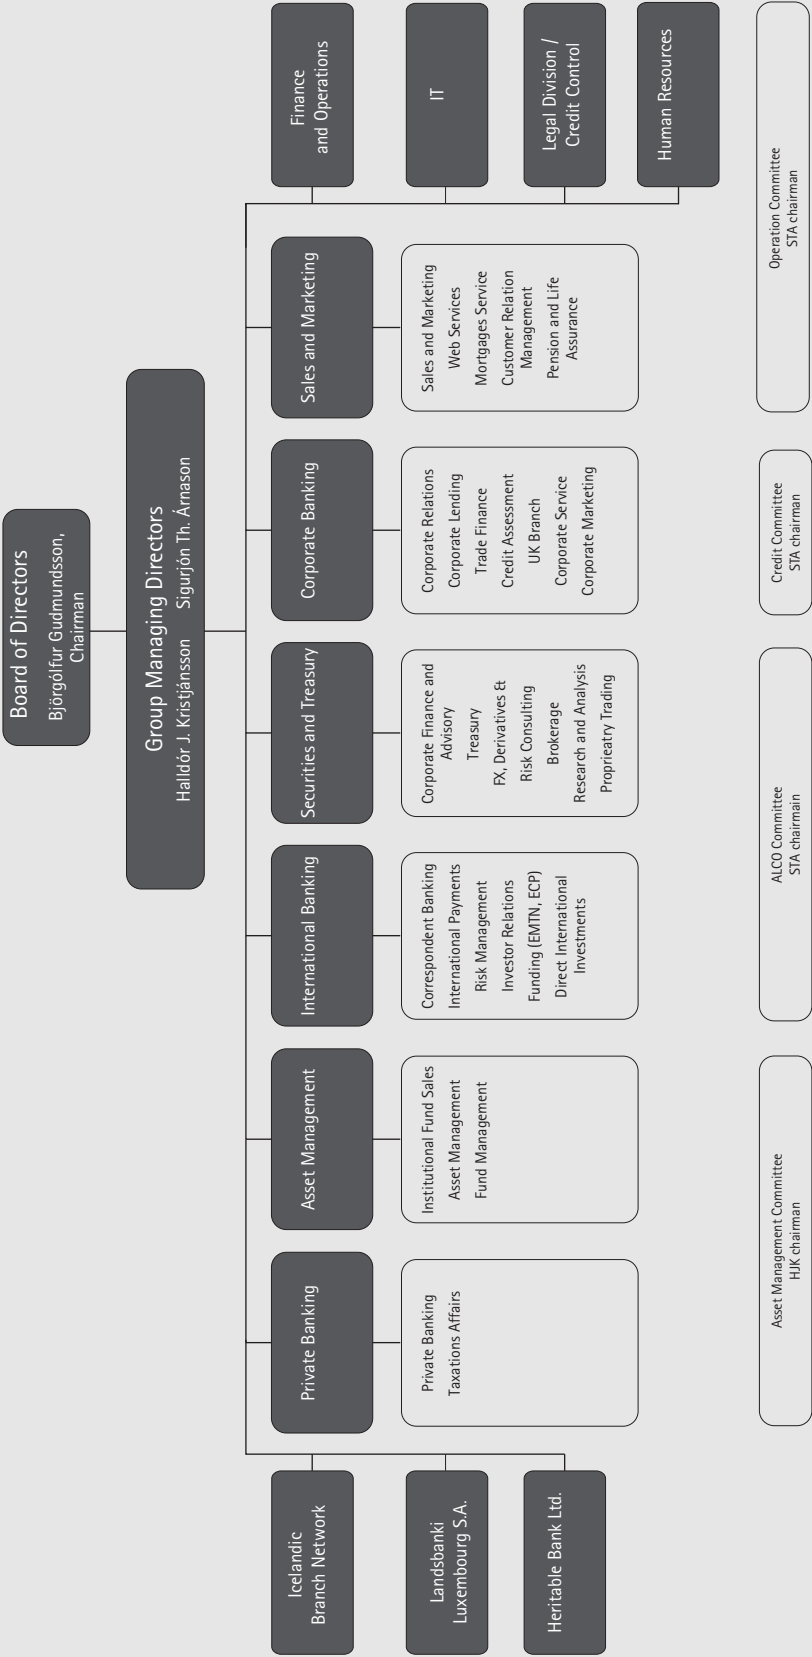 Board of Directors
Björgólfur Gudmundsson,
Chairman
Group Managing Directors
Halldór J. Kristjánsson Sigurjón Th. Árnason
Icelandic
Branch Network
Landsbanki
Luxembourg S.A.
Heritable Bank Ltd.
Private Banking
Private Banking
Taxations Affairs
Asset Management
Institutional Fund Sales
Asset Management
Fund Management
International Banking
Correspondent Banking
International Payments
Risk Management
Investor Relations
Funding (EMTN, ECP)
Direct International
Investments
Securities and Treasury
Corporate Finance and
Advisory
Treasury
FX, Derivatives &
Risk Consulting
Brokerage
Research and Analysis
Proprieatry Trading
Corporate Banking
Corporate Relations
Corporate Lending
Trade Finance
Credit Assessment
UK Branch
Corporate Service
Corporate Marketing
Sales and Marketing
Sales and Marketing
Web Services
Mortgages Service
Customer Relation
Management
Pension and Life
Assurance
Finance
and Operations
IT
Legal Division /
Credit Control
Human Resources
Asset Management Committee
HJK chairman
ALCO Committee
STA chairmain
Credit Committee
STA chairman
Operation Committee
STA chairman